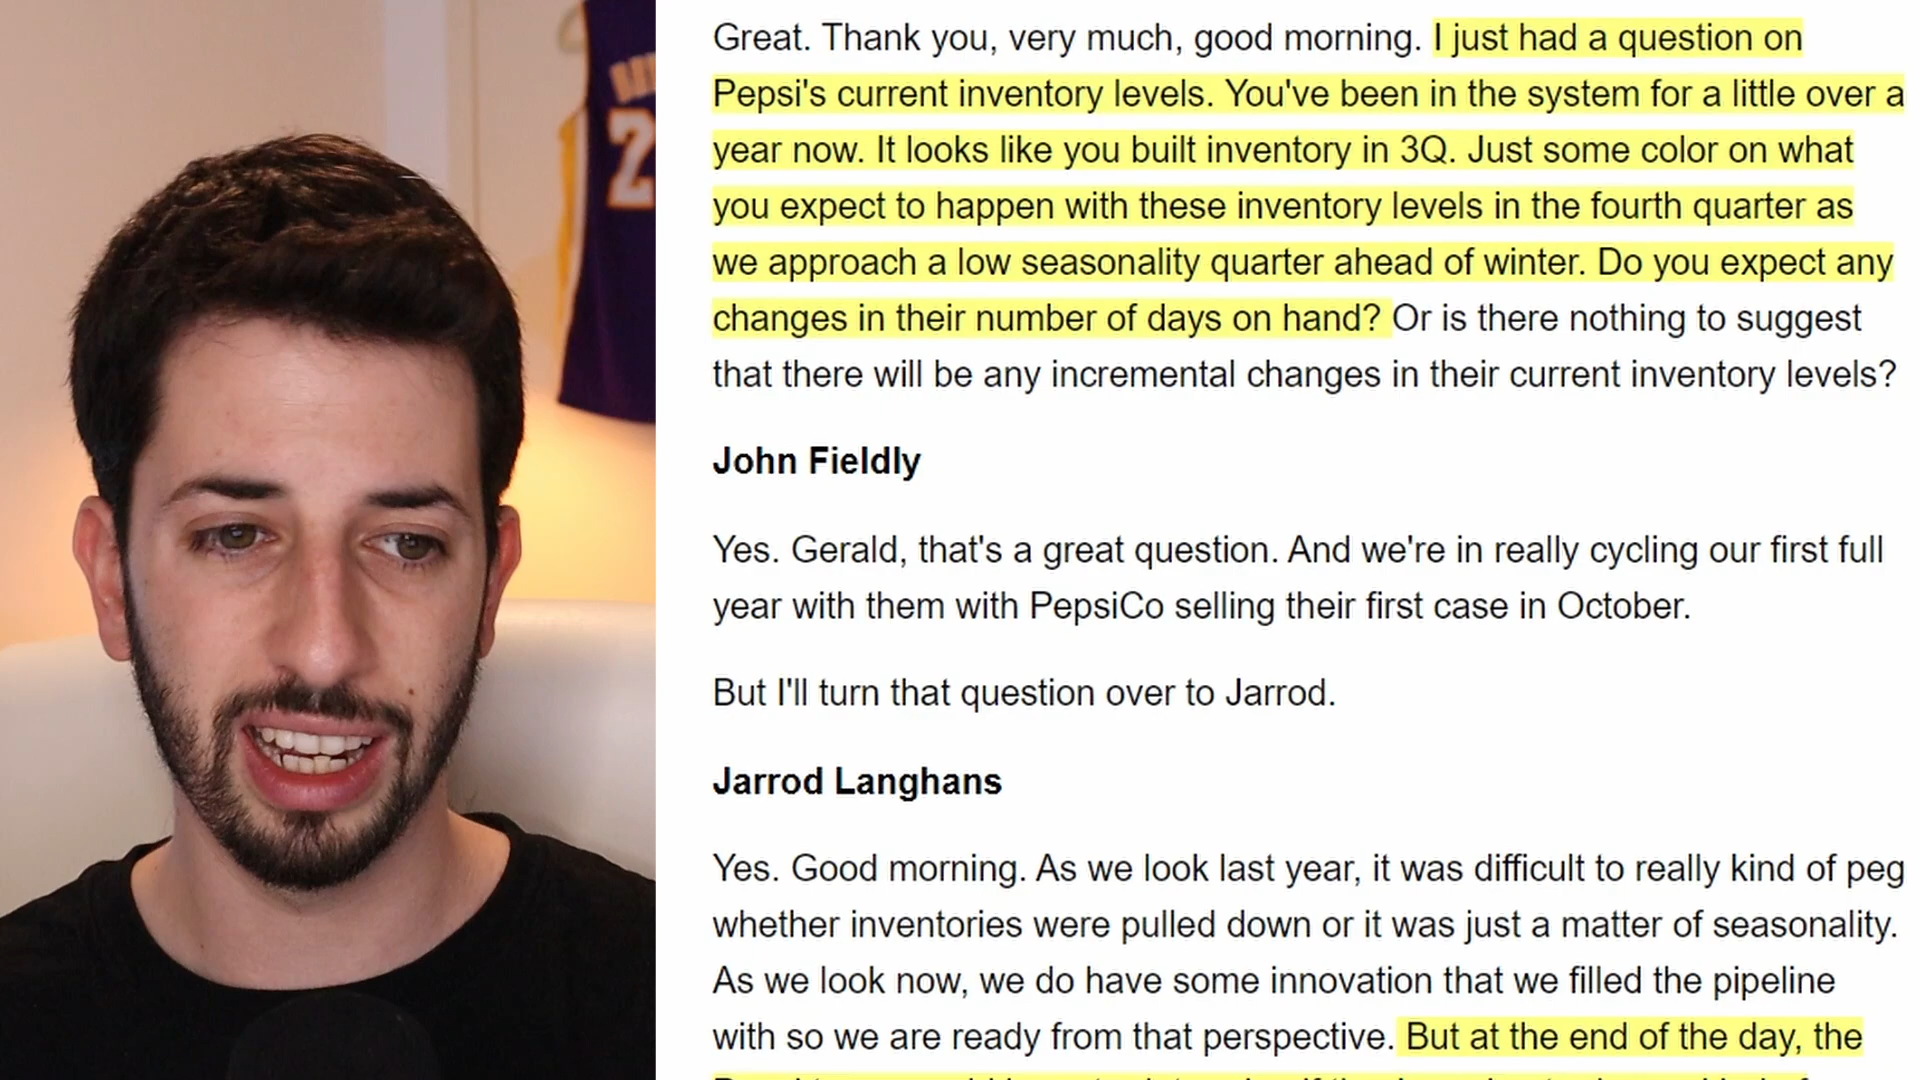 Great. Thank you, very much, good morning. I just had a question on
Pepsi's current inventory levels. You've been in the system for a little over a
year now. It looks like you built inventory in 3Q. Just some color on what
you expect to happen with these inventory levels in the fourth quarter as
we approach a low seasonality quarter ahead of winter. Do you expect any
changes in their number of days on hand? Or is there nothing to suggest
that there will be any incremental changes in their current inventory levels?
John Fieldly
Yes. Gerald, that's a great question. And we're in really cycling our first full
year with them with PepsiCo selling their first case in October.
But I'll turn that question over to Jarrod.
Jarrod Langhans
Yes. Good morning. As we look last year, it was difficult to really kind of peg
whether inventories were pulled down or it was just a matter of seasonality.
As we look now, we do have some innovation that we filled the pipeline
with so we are ready from that perspective. But at the end of the day, the